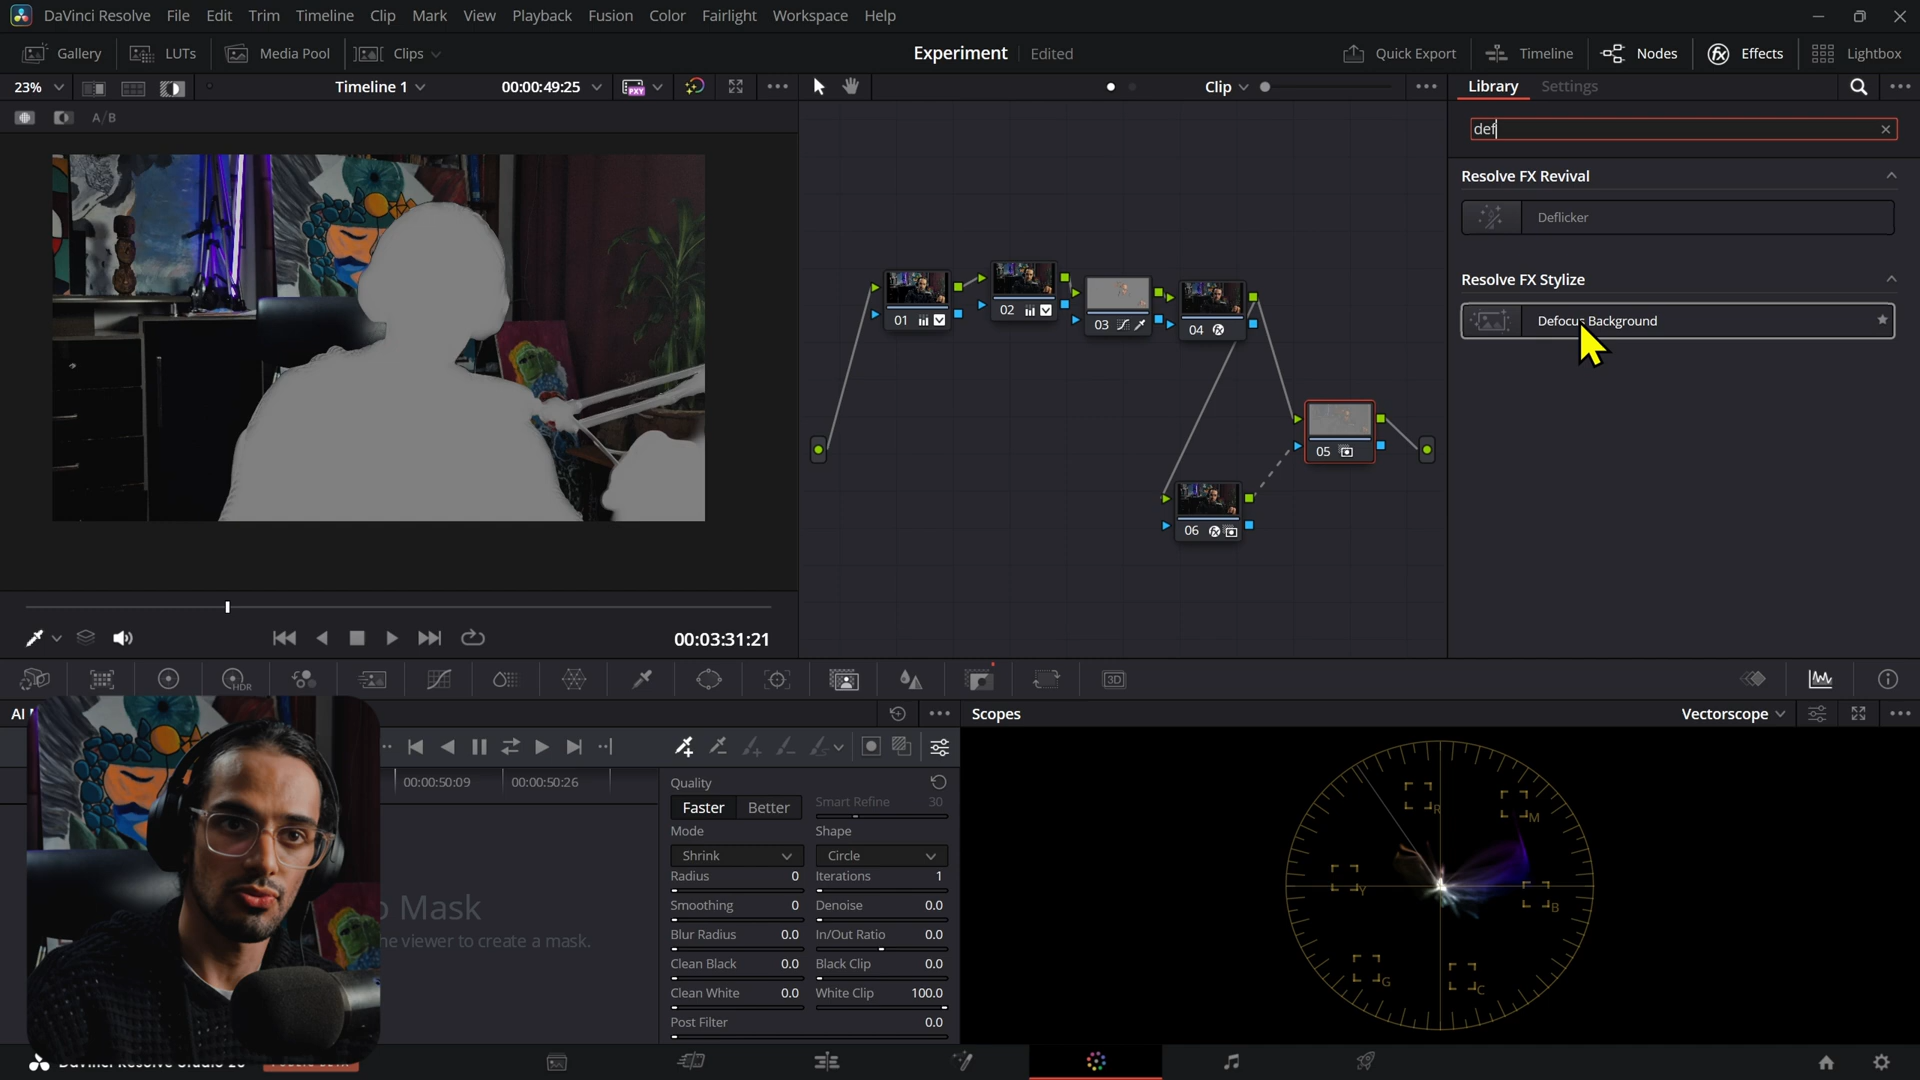 DaVinci Resolve File Edit Trim Timeline Clip Mark View Playback Fusion Color Fairlight Workspace Help
Gallery LUTs Media Pool Clips Experiment Edited Quick Export Timeline Nodes Effects Lightbox
23% Timeline 1 00:00:49:25 PXY Clip Library Settings
A/B
def
Resolve FX Revival
Deflicker
Resolve FX Stylize
Defocus Background
01
02
03
04
05
06
00:03:31:21
HDR
3D
AI
Scopes
Vectorscope
00:00:50:09
00:00:50:26
Mask
he viewer to create a mask.
Quality
Faster Better Smart Refine 30
Mode Shape
Shrink Circle
Radius 0 Iterations 1
Smoothing 0 Denoise 0.0
Blur Radius 0.0 In/Out Ratio 0.0
Clean Black 0.0 Black Clip 0.0
Clean White 0.0 White Clip 100.0
Post Filter 0.0
R
M
Y
B
G
C